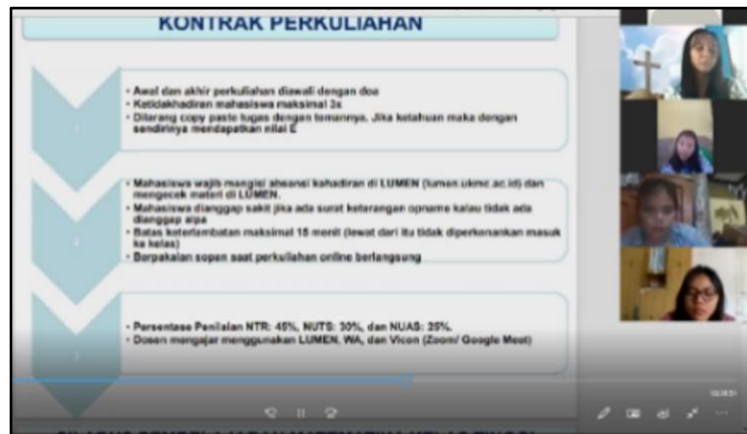 KONTRAK PERKULIAHAN
1
• Awal dan akhir perkuliahan diawali dengan doa
• Ketidakhadiran mahasiswa maksimal 3x
• Dilarang copy paste tugas dengan temannya. Jika ketahuan maka dengan
sendirinya mendapatkan nilai E
2
• Mahasiswa wajib mengisi absensi kehadiran di LUMEN (lumen.ukmc.ac.id) dan
mengecek materi di LUMEN.
• Mahasiswa dianggap sakit jika ada surat keterangan opname kalau tidak ada
dianggap alpa
• Batas keterlambatan maksimal 15 menit (lewat dari itu tidak diperkenankan masuk
ke kelas)
• Berpakaian sopan saat perkuliahan online berlangsung
3
• Persentase Penilaian NTR: 45%, NUTS: 30%, dan NUAS: 25%.
• Dosen mengajar menggunakan LUMEN, WA, dan Vicon (Zoom/ Google Meet)